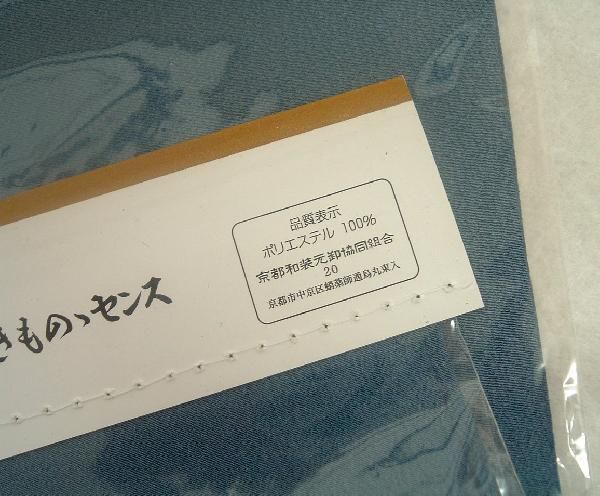 きものゝセンス
品質表示
ポリエステル 100%
京都和装元卸協同組合
20
京都市中京区蛸薬師通烏丸東入